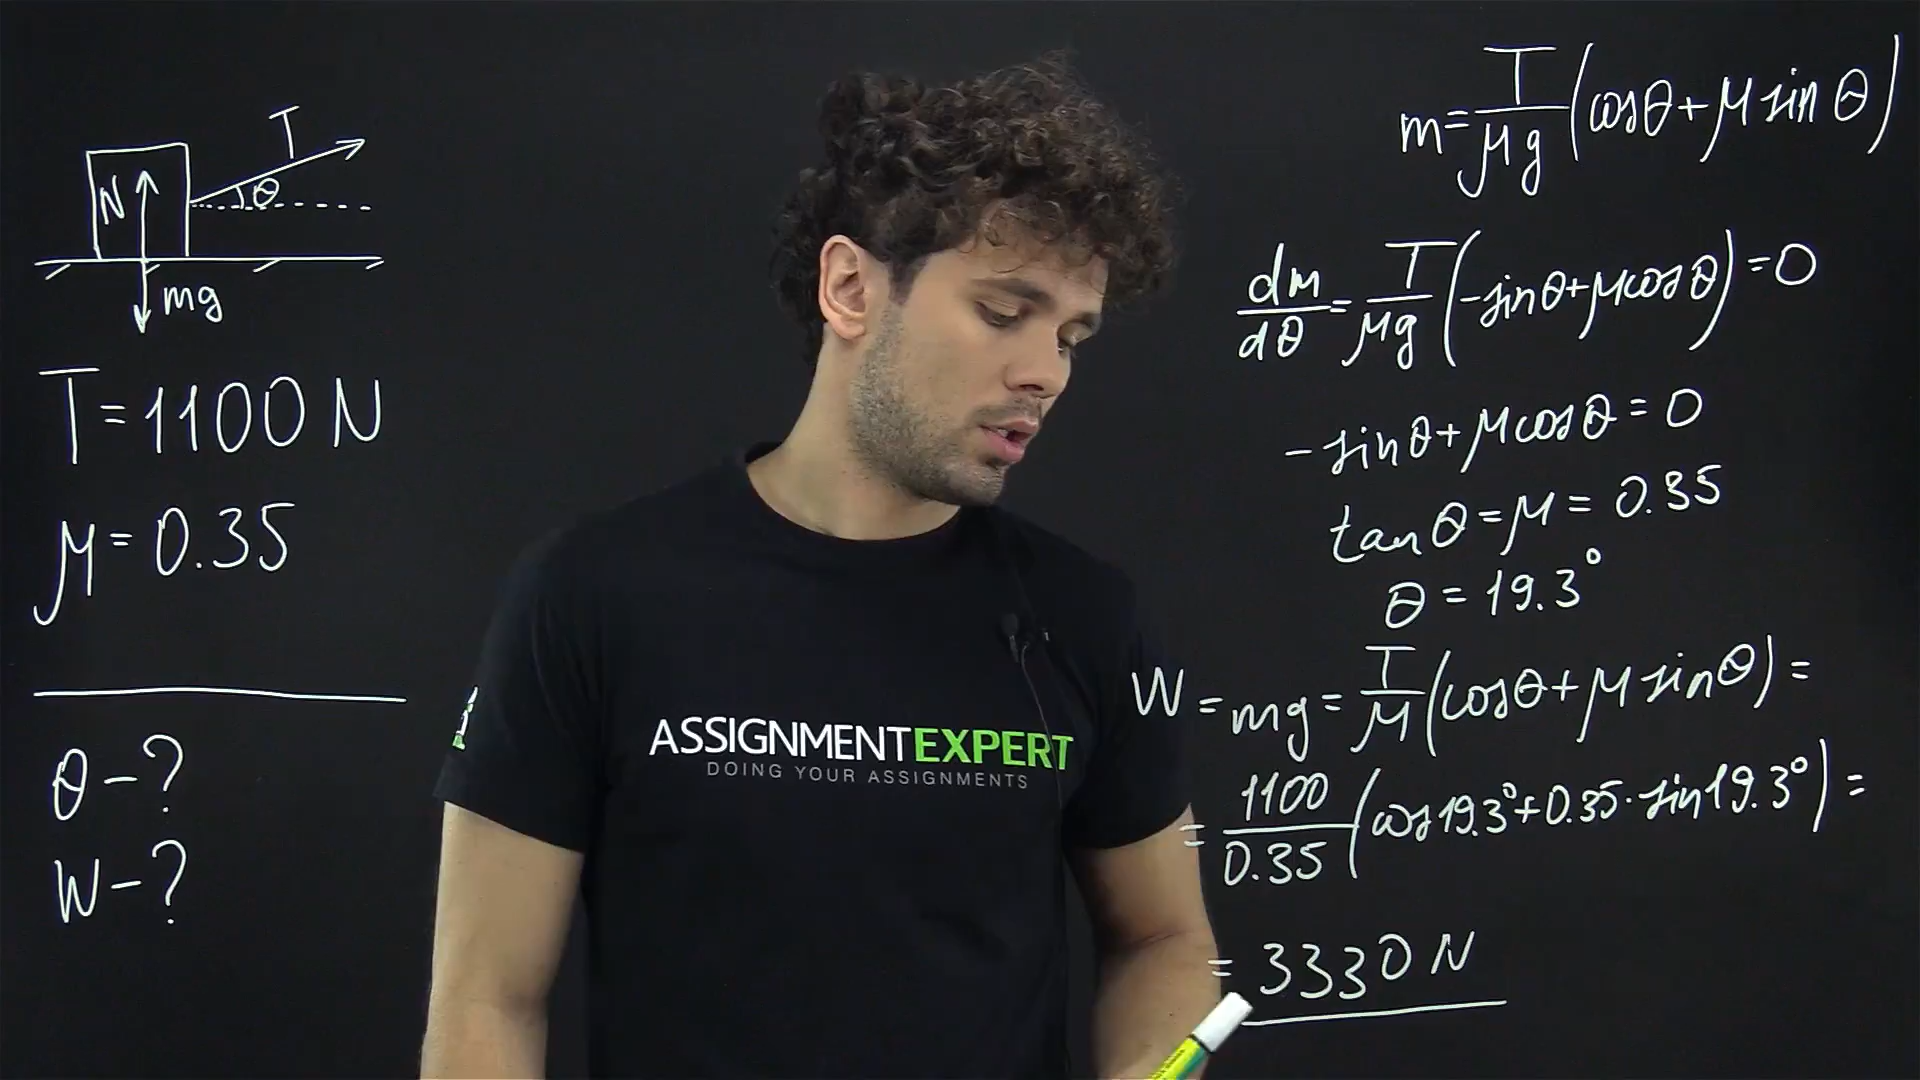 T
N
θ
mg
T = 1100 N
μ = 0.35
θ - ?
W - ?
ASSIGNMENTEXPERT
DOING YOUR ASSIGNMENTS
m = T/μg (cosθ + μ sin θ)
dm/dθ = T/μg (-sinθ + μcosθ) = 0
-sinθ + μcosθ = 0
tanθ = μ = 0.35
θ = 19.3°
W = mg = T/μ (cosθ + μ sinθ) =
= 1100/0.35 (cos19.3° + 0.35 · sin19.3°) =
= 3330 N